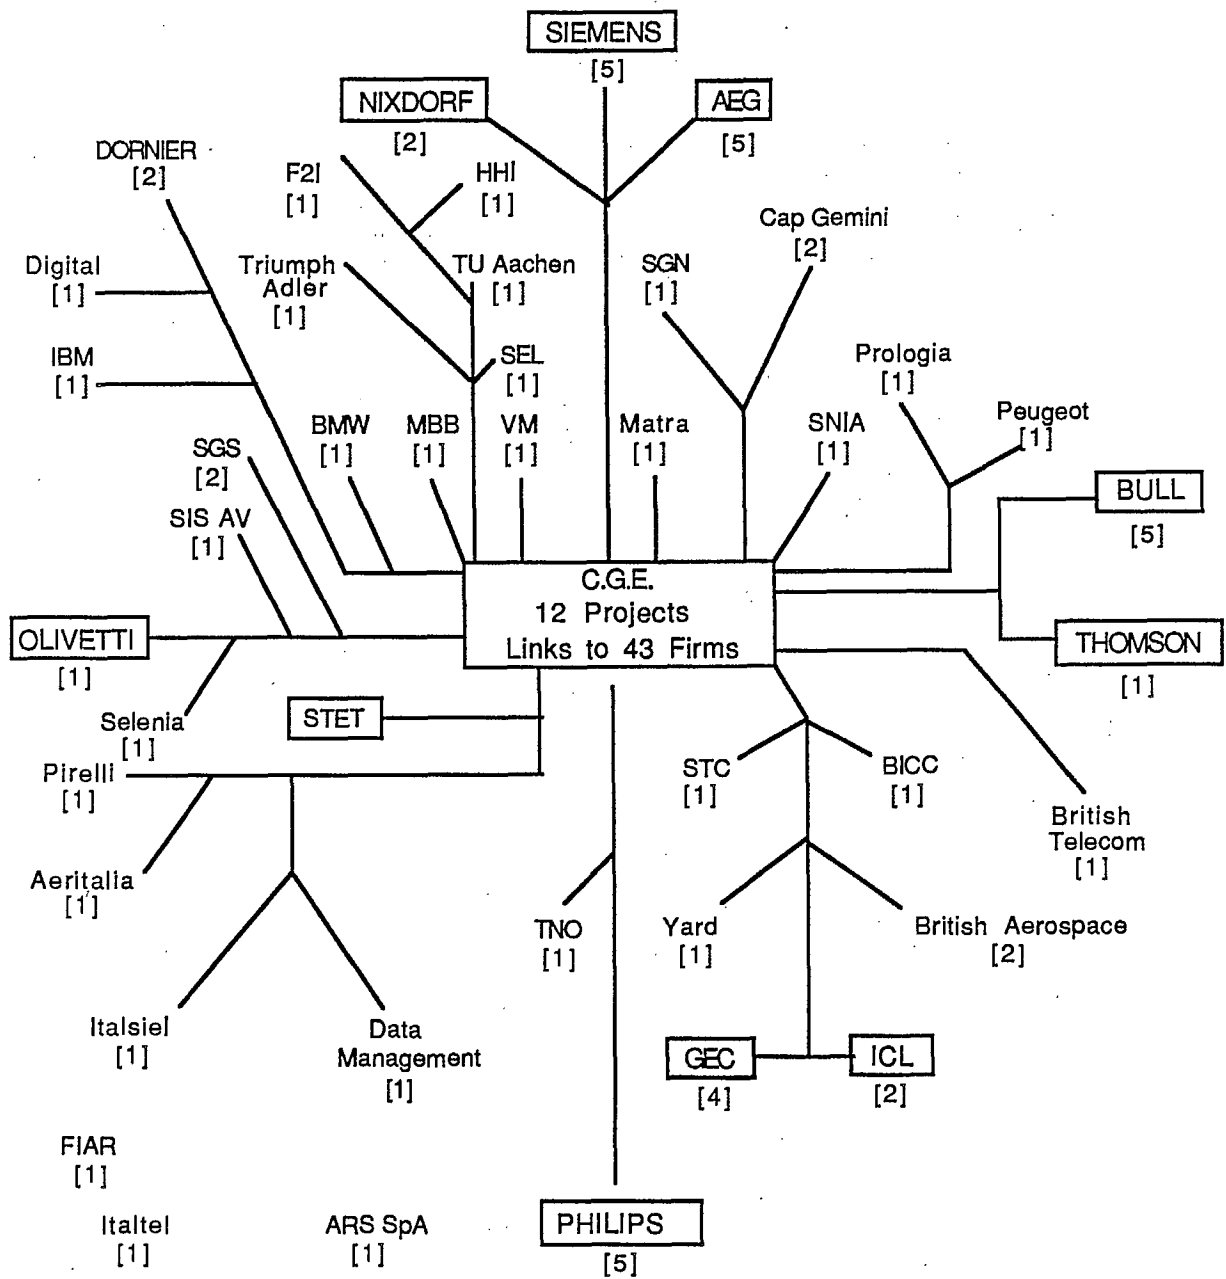 SIEMENS
[5]
NIXDORF
[2]
AEG
[5]
DORNIER
[2]
F2I
[1]
HHI
[1]
Cap Gemini
[2]
Digital
[1]
Triumph
Adler
[1]
TU Aachen
[1]
SGN
[1]
IBM
[1]
SEL
[1]
Prologia
[1]
Peugeot
[1]
SGS
[2]
BMW
[1]
MBB
[1]
VM
[1]
Matra
[1]
SNIA
[1]
BULL
[5]
SIS AV
[1]
C.G.E.
12 Projects
Links to 43 Firms
OLIVETTI
[1]
THOMSON
[1]
Selenia
[1]
STET
Pirelli
[1]
STC
[1]
BICC
[1]
British
Telecom
[1]
Aeritalia
[1]
TNO
[1]
Yard
[1]
British Aerospace
[2]
Italsiel
[1]
Data
Management
[1]
GEC
[4]
ICL
[2]
FIAR
[1]
Italtel
[1]
ARS SpA
[1]
PHILIPS
[5]